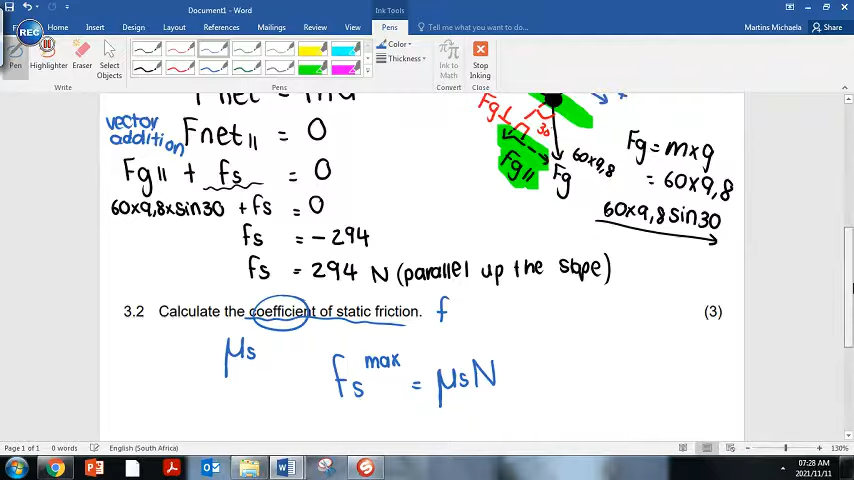 Document1 - Word
Ink Tools
Martins Michaela
REC
Home Insert Design Layout References Mailings Review View Pens Tell me what you want to do... Share
Pen Highlighter Eraser Select Objects
Color
Thickness
Ink to Math
Stop Inking
Write Pens Convert Close
Fnet = ma
vector addition
Fnet∥ = 0
Fg∥ + fs = 0
60×9,8×sin30 + fs = 0
fs = -294
fs = 294 N (parallel up the slope)
Fg⊥
30
Fg∥
Fg
60×9,8
Fg = m×g
= 60×9,8
60×9,8 sin30
3.2 Calculate the coefficient of static friction. f (3)
μs
fs max = μsN
Page 1 of 1 0 words English (South Africa) 130%
07:28 AM
2021/11/11